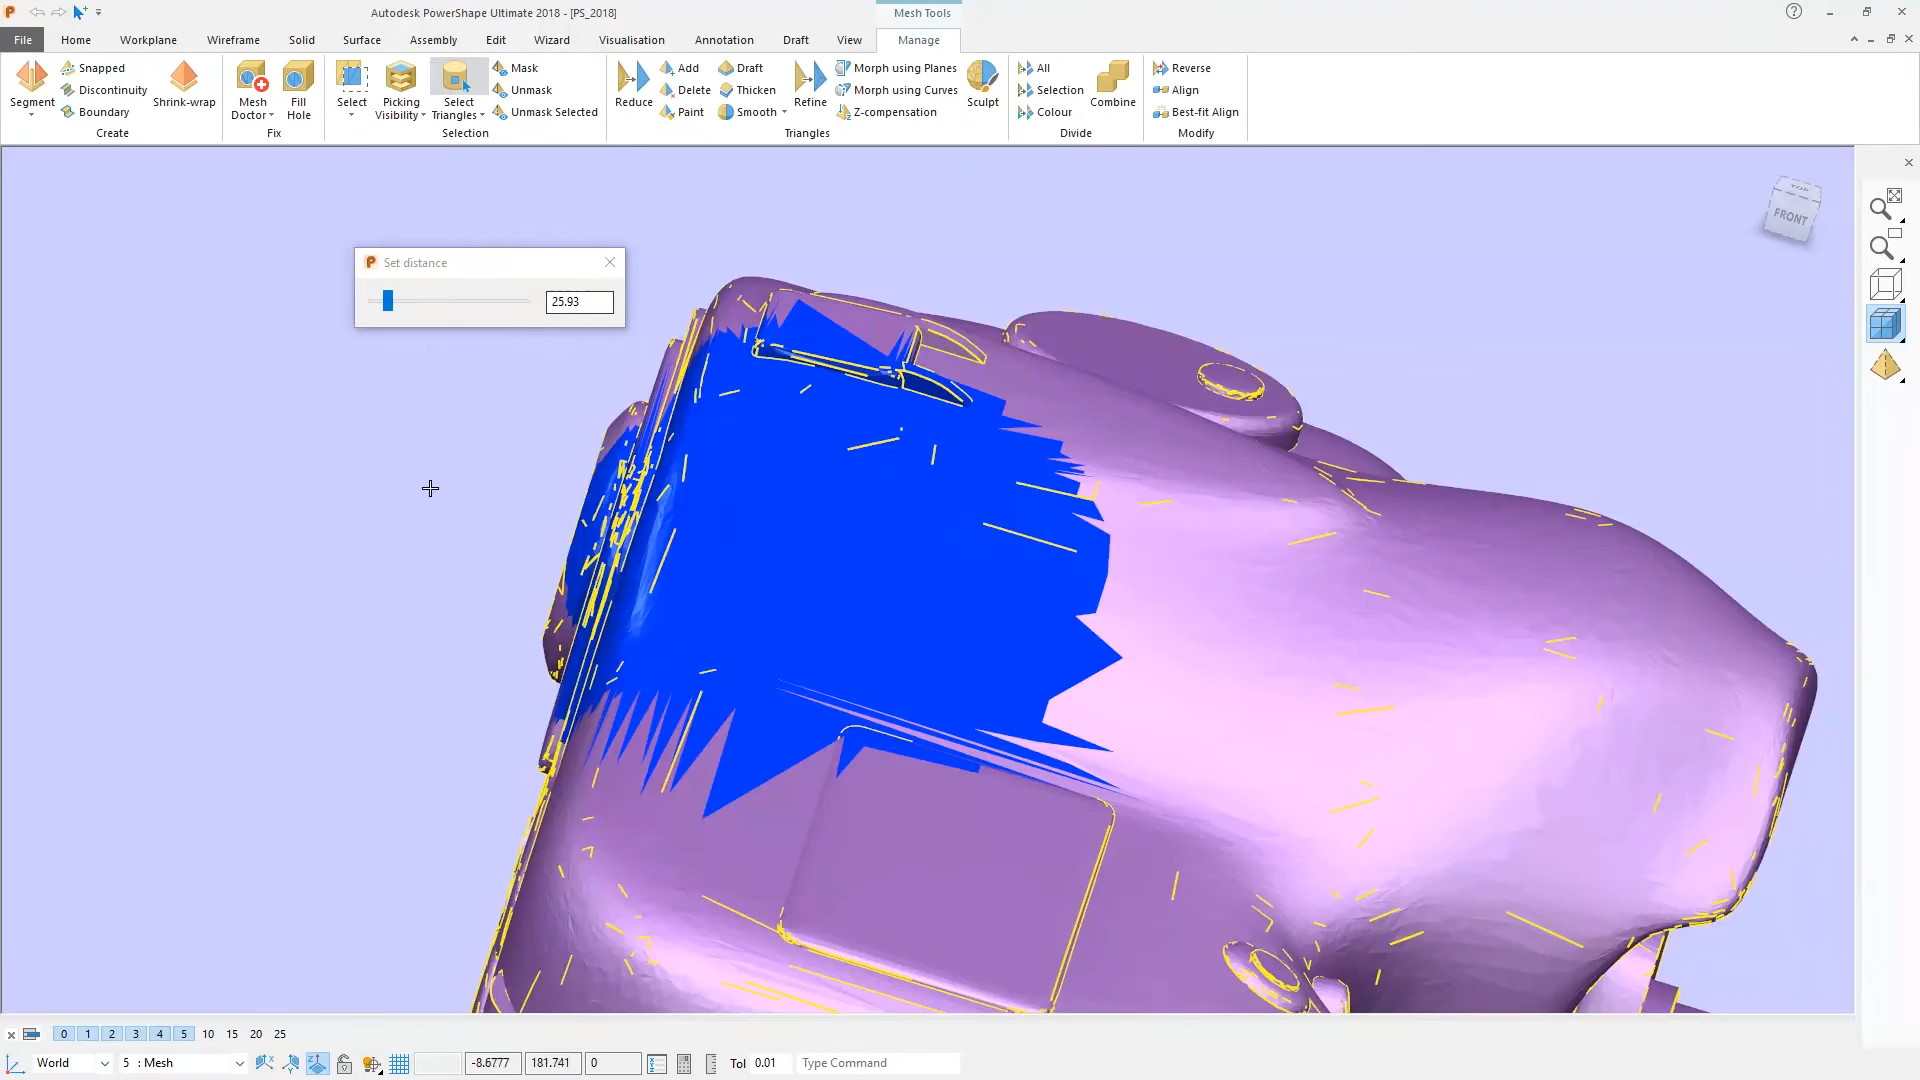 Autodesk PowerShape Ultimate 2018 - [PS_2018]
Mesh Tools
File Home Workplane Wireframe Solid Surface Assembly Edit Wizard Visualisation Annotation Draft View Manage
Segment
Snapped
Discontinuity
Boundary
Shrink-wrap
Create
Mesh Doctor
Fill Hole
Fix
Select
Picking Visibility
Select Triangles
Mask
Unmask
Unmask Selected
Selection
Reduce
Add
Delete
Paint
Draft
Thicken
Smooth
Refine
Morph using Planes
Morph using Curves
Z-compensation
Sculpt
Triangles
All
Selection
Colour
Combine
Divide
Reverse
Align
Best-fit Align
Modify
Set distance
25.93
TOP
FRONT
0 1 2 3 4 5 10 15 20 25
World 5 : Mesh -8.6777 181.741 0 Tol 0.01 Type Command